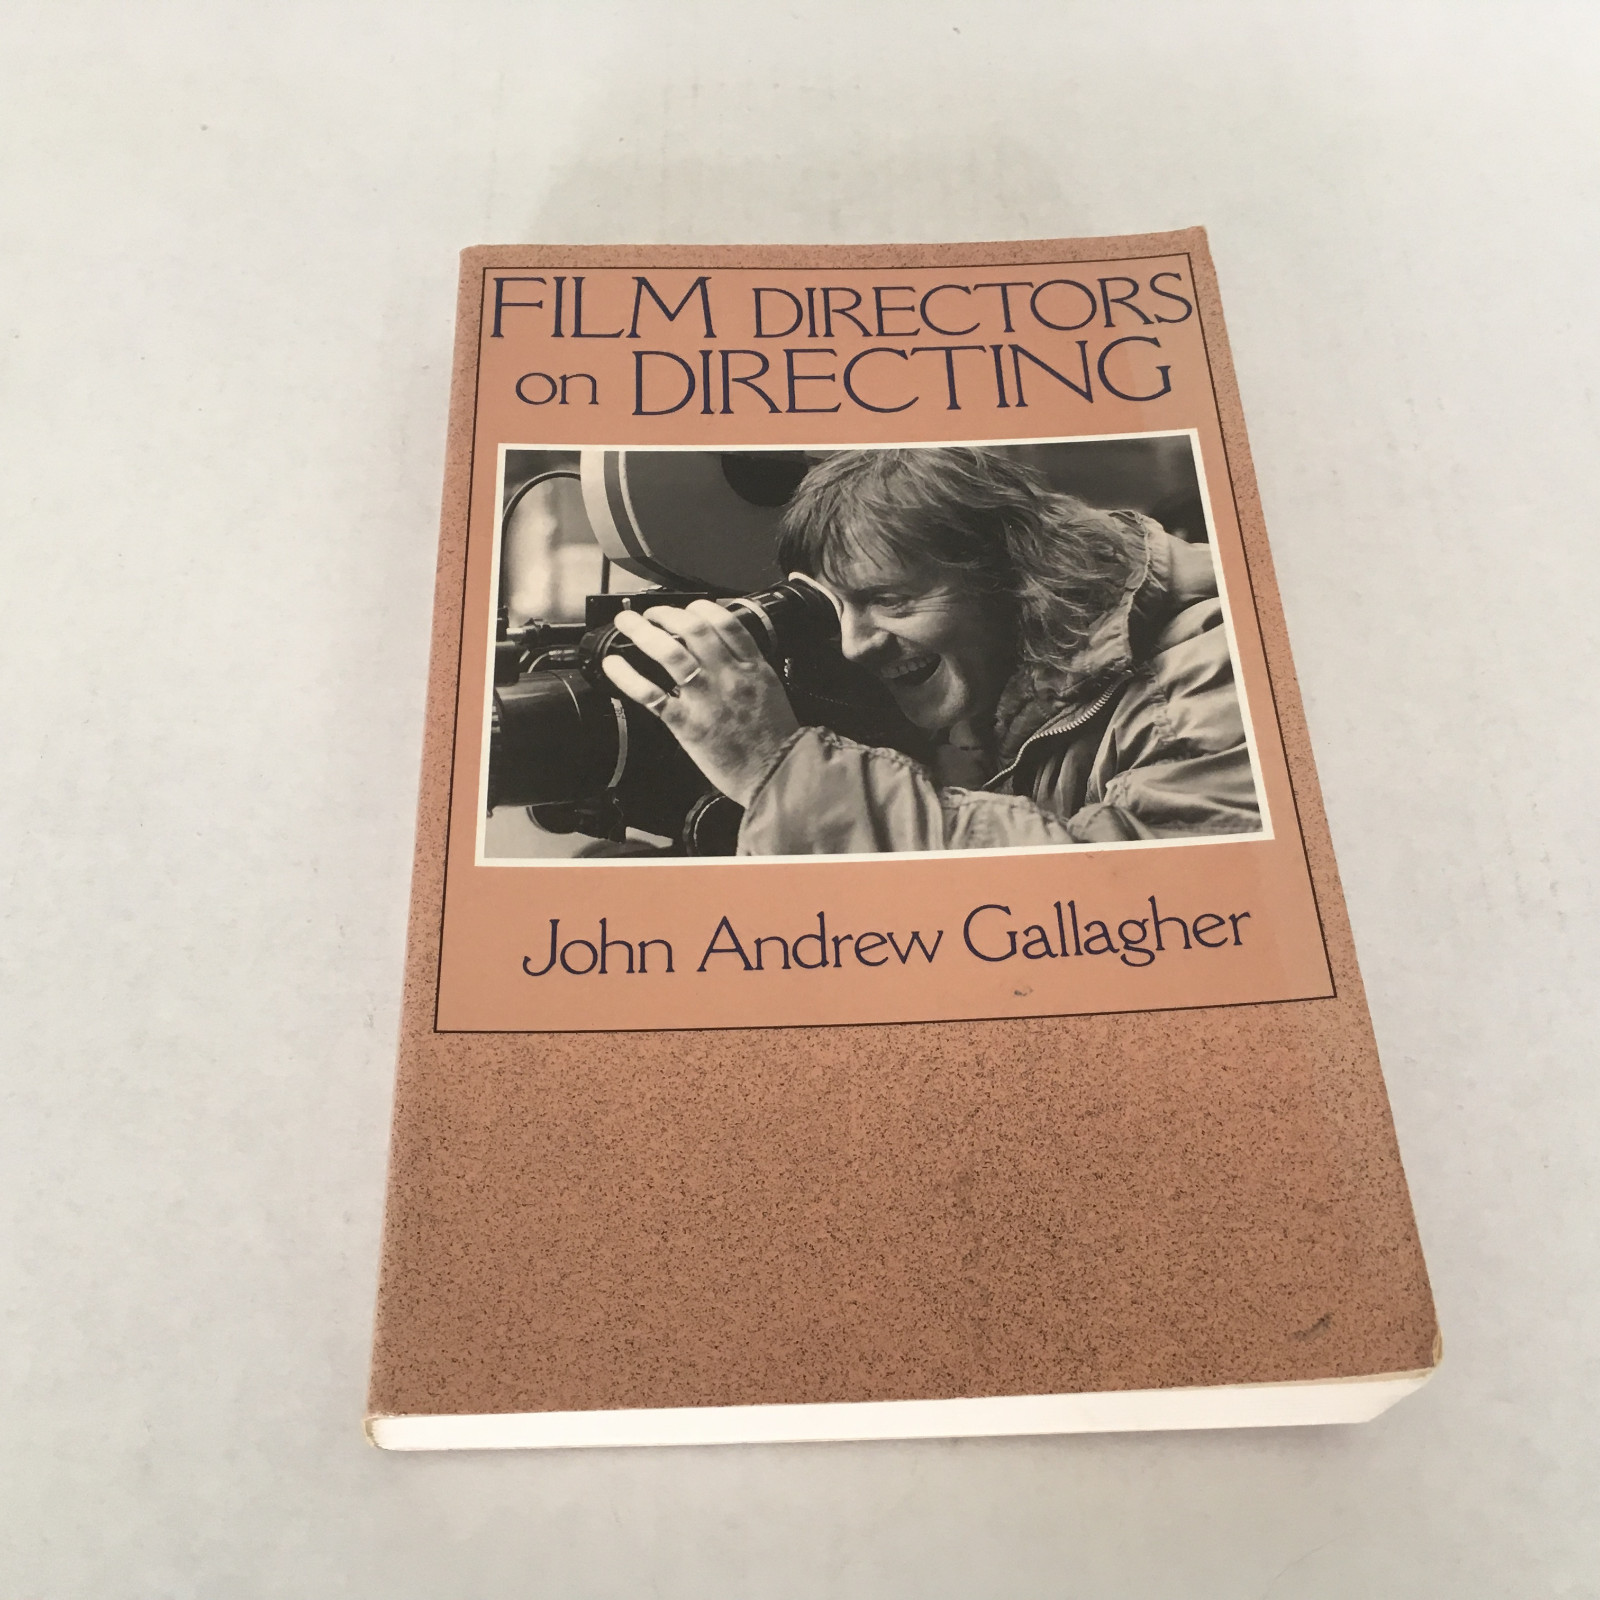 FILM DIRECTORS
on DIRECTING
John Andrew Gallagher